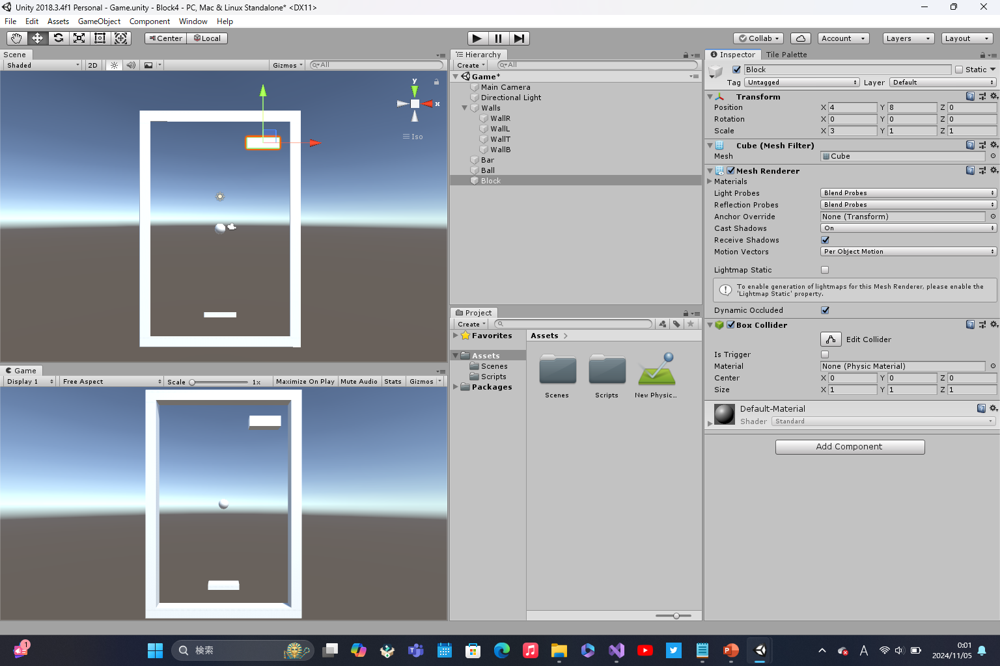 Unity 2018.3.4f1 Personal - Game.unity - Block4 - PC, Mac & Linux Standalone* <DX11>
File Edit Assets GameObject Component Window Help
Center Local
Collab Account Layers Layout
Scene
Shaded 2D Gizmos All
y
x
Iso
Hierarchy
Create All
Game*
Main Camera
Directional Light
Walls
WallR
WallL
WallT
WallB
Bar
Ball
Block
Inspector Tile Palette
Block Static
Tag Untagged Layer Default
Transform
Position X 4 Y 8 Z 0
Rotation X 0 Y 0 Z 0
Scale X 3 Y 1 Z 1
Cube (Mesh Filter)
Mesh Cube
Mesh Renderer
Materials
Light Probes Blend Probes
Reflection Probes Blend Probes
Anchor Override None (Transform)
Cast Shadows On
Receive Shadows
Motion Vectors Per Object Motion
Lightmap Static
To enable generation of lightmaps for this Mesh Renderer, please enable the
'Lightmap Static' property.
Dynamic Occluded
Box Collider
Edit Collider
Is Trigger
Material None (Physic Material)
Center X 0 Y 0 Z 0
Size X 1 Y 1 Z 1
Default-Material
Shader Standard
Add Component
Project
Create
Favorites
Assets
Scenes
Scripts
Packages
Assets
Scenes Scripts New Physic...
Game
Display 1 Free Aspect Scale 1x Maximize On Play Mute Audio Stats Gizmos
1
検索
A
0:01
2024/11/05